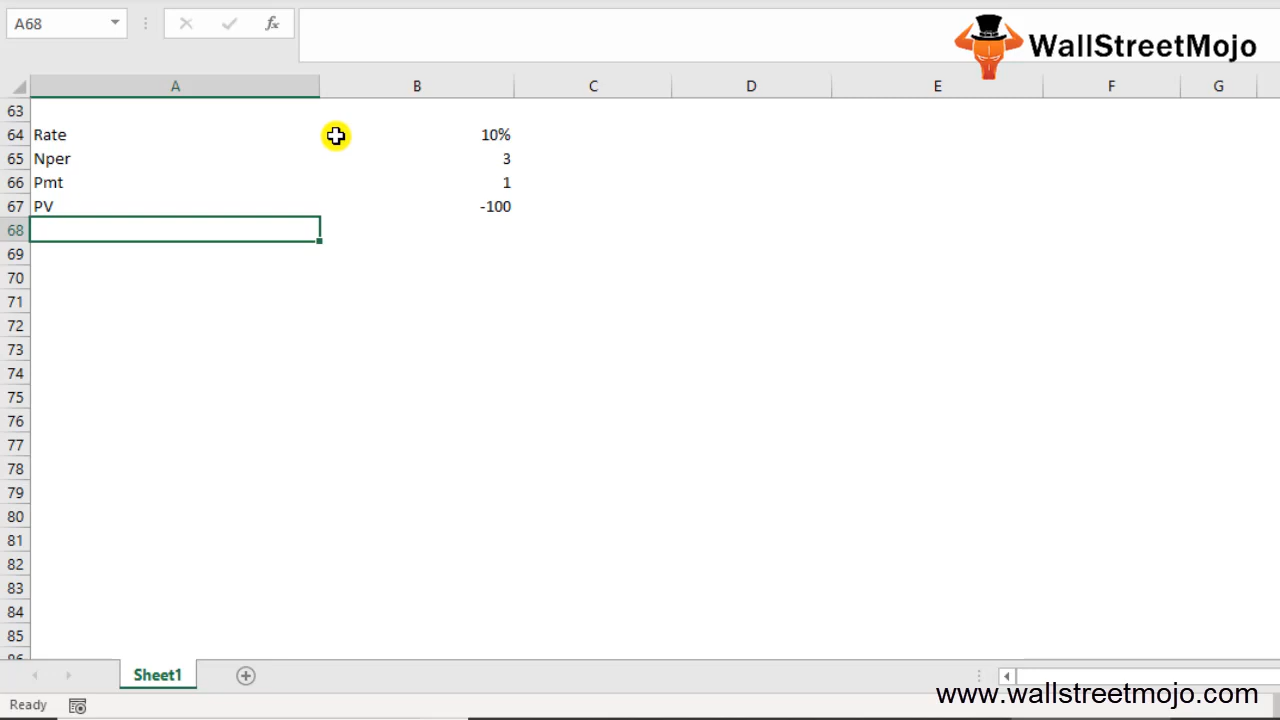 A68
fx
WallStreetMojo
A B C D E F G
63
64 Rate 10%
65 Nper 3
66 Pmt 1
67 PV -100
68
69
70
71
72
73
74
75
76
77
78
79
80
81
82
83
84
85
86
Sheet1
www.wallstreetmojo.com
Ready